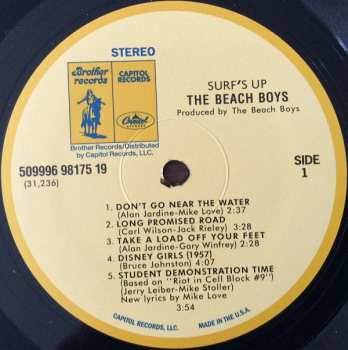 STEREO
Brother
records
CAPITOL
RECORDS
Capitol
Brother Records/Distributed
by Capitol Records, LLC.
SURF'S UP
THE BEACH BOYS
Produced by The Beach Boys
509996 98175 19
(31,236)
SIDE
1
1. DON'T GO NEAR THE WATER
(Alan Jardine-Mike Love) 2:37
2. LONG PROMISED ROAD
(Carl Wilson-Jack Rieley) 3:28
3. TAKE A LOAD OFF YOUR FEET
(Alan Jardine-Gary Winfrey) 2:28
4. DISNEY GIRLS (1957)
(Bruce Johnston) 4:07
5. STUDENT DEMONSTRATION TIME
(Based on "Riot in Cell Block #9")
(Jerry Leiber-Mike Stoller)
New lyrics by Mike Love
3:54
CAPITOL RECORDS, LLC. MADE IN THE U.S.A.